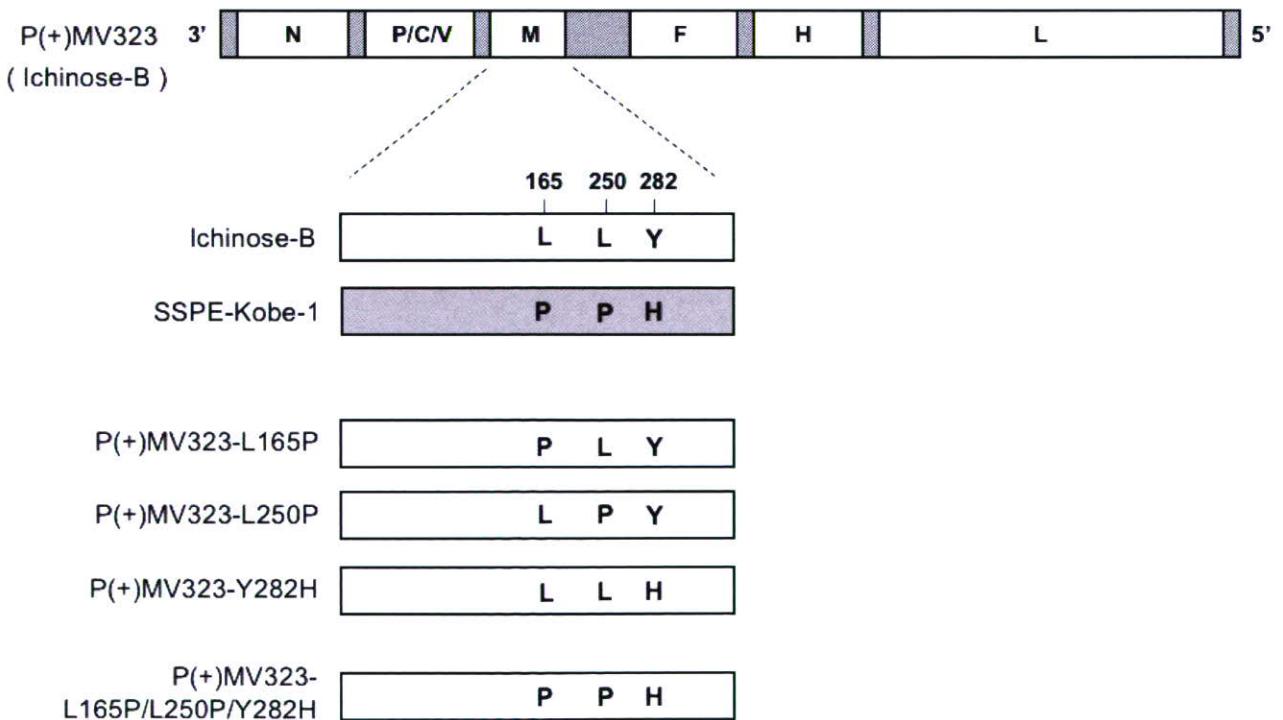 P(+)MV323 3' N P/C/V M F H L 5'
( Ichinose-B )
165 250 282
Ichinose-B L L Y
SSPE-Kobe-1 P P H
P(+)MV323-L165P P L Y
P(+)MV323-L250P L P Y
P(+)MV323-Y282H L L H
P(+)MV323-
L165P/L250P/Y282H P P H